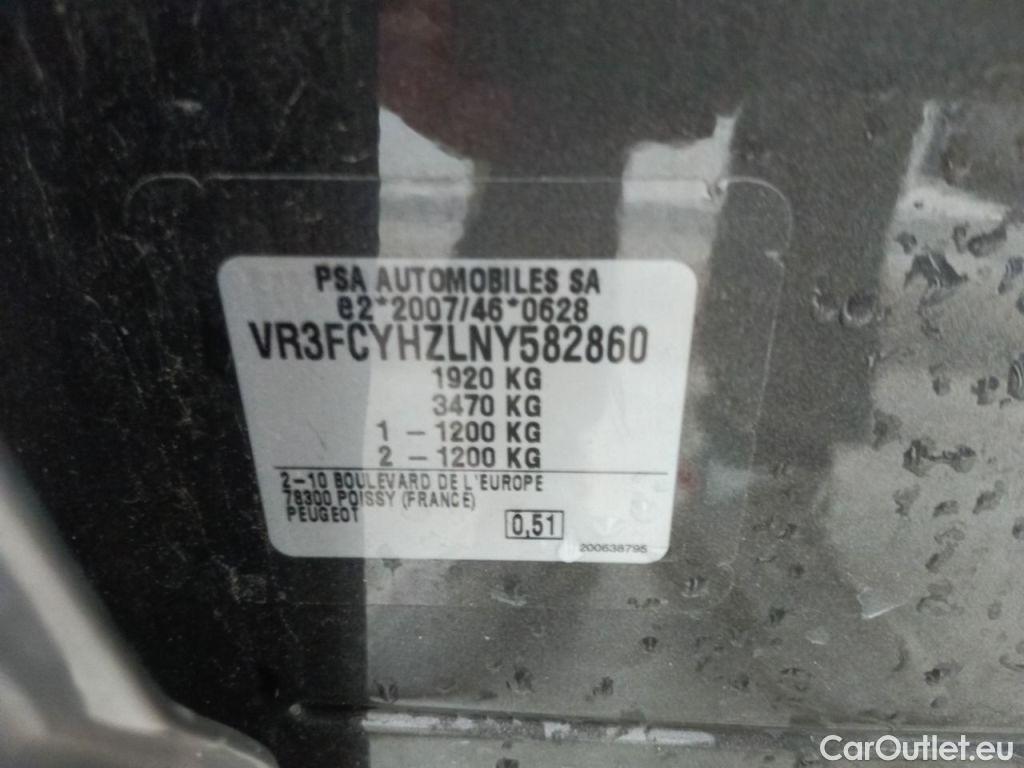 PSA AUTOMOBILES SA
e2*2007/46*0628
VR3FCYHZLNY582860
1920 KG
3470 KG
1 - 1200 KG
2 - 1200 KG
2-10 BOULEVARD DE L'EUROPE
78300 POISSY (FRANCE)
PEUGEOT
0,51
200638795
CarOutlet.eu